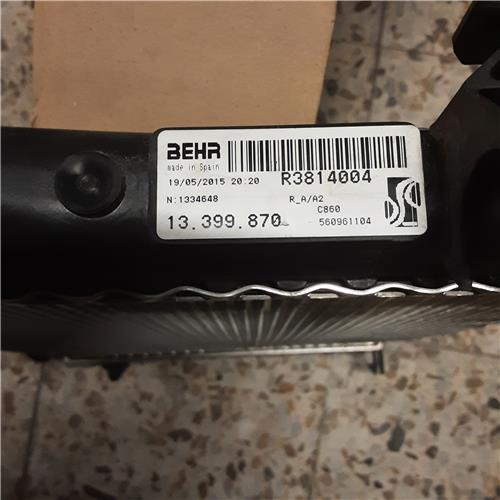 BEHR
made in Spain
19/05/2015 20:20 R3814004
N:1334648 R_A/A2
C860
13.399.870 - 560961104